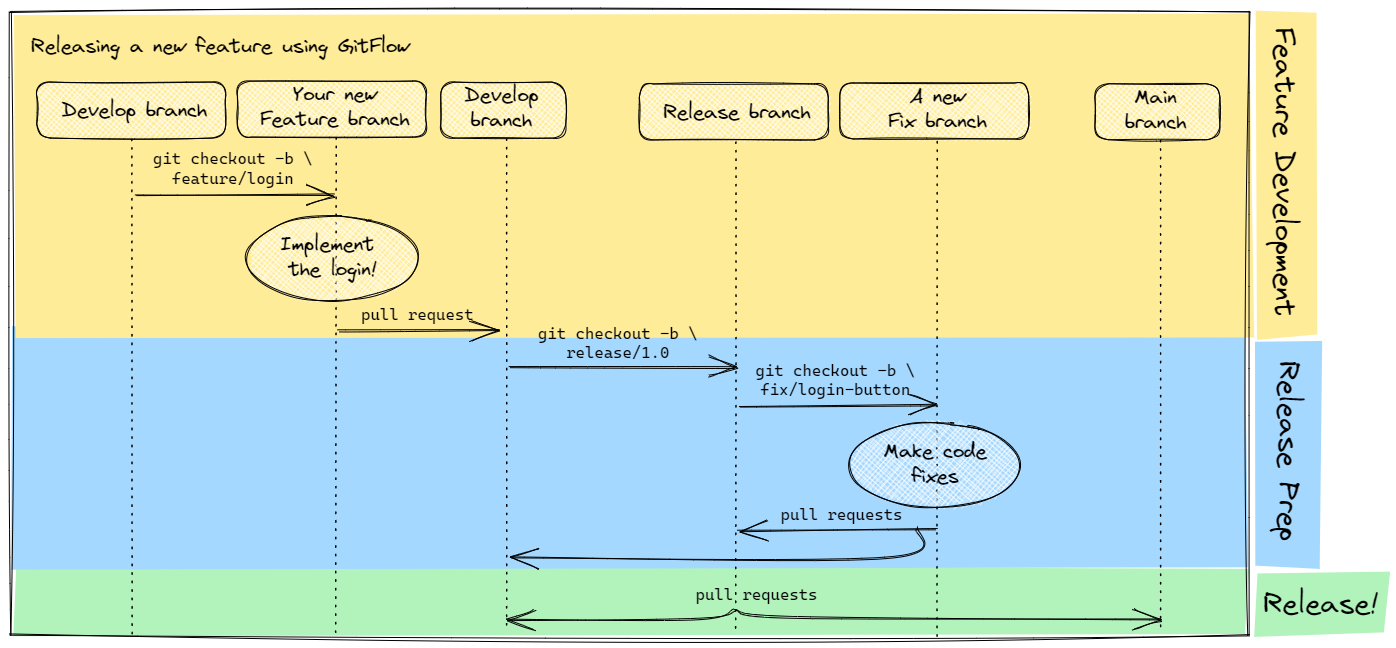 Releasing a new feature using GitFlow
Develop branch
Your new
Feature branch
Develop
branch
Release branch
A new
Fix branch
Main
branch
git checkout -b \
feature/login
Implement
the login!
pull request
git checkout -b \
release/1.0
git checkout -b \
fix/login-button
Make code
fixes
pull requests
pull requests
Feature Development
Release Prep
Release!